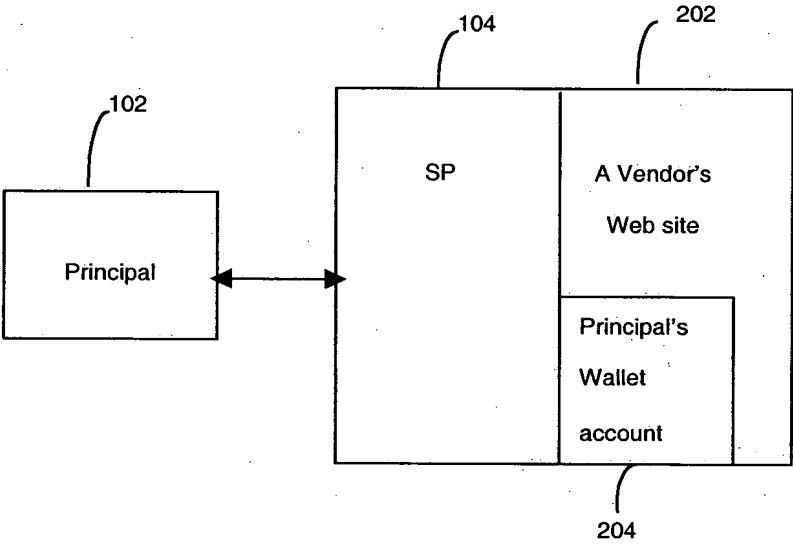 104
202
102
SP
A Vendor's
Web site
Principal
Principal's
Wallet
account
204